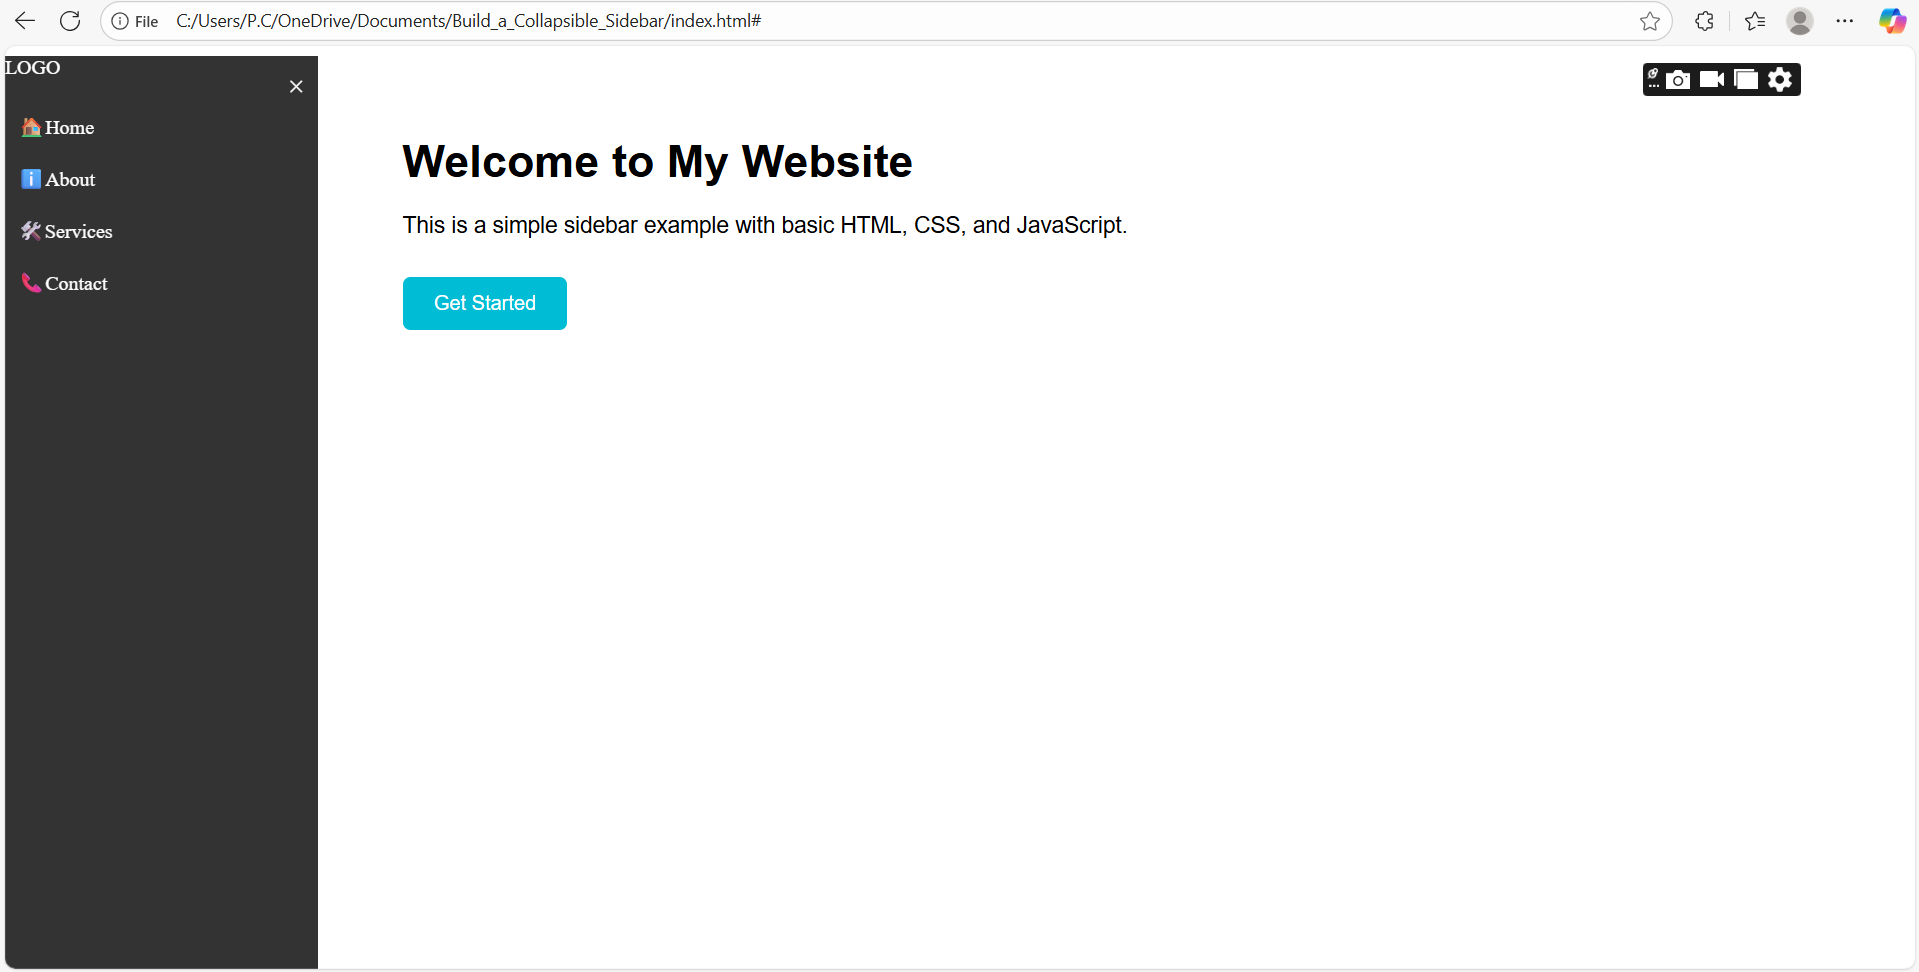 File C:/Users/P.C/OneDrive/Documents/Build_a_Collapsible_Sidebar/index.html#
LOGO
×
🏠 Home
ℹ️ About
🛠️ Services
📞 Contact
Welcome to My Website
This is a simple sidebar example with basic HTML, CSS, and JavaScript.
Get Started